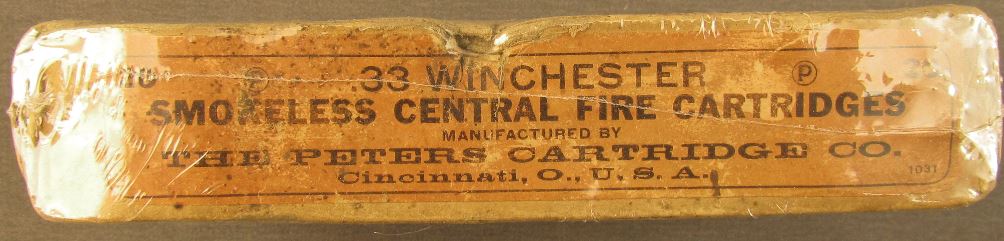 Ⓟ .33 WINCHESTER Ⓟ
SMOKELESS CENTRAL FIRE CARTRIDGES
MANUFACTURED BY
THE PETERS CARTRIDGE CO.
Cincinnati, O., U. S. A.
1031